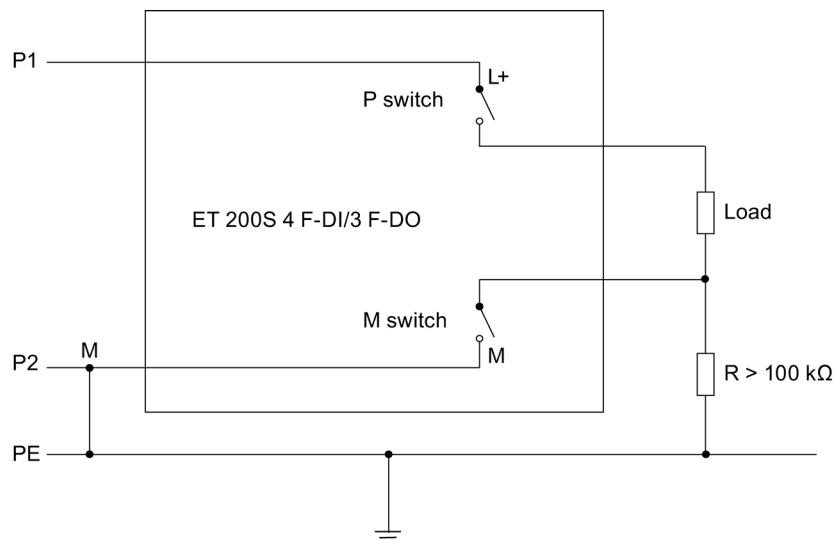 P1
L+
P switch
Load
ET 200S 4 F-DI/3 F-DO
M switch
M
M
P2
R > 100 kΩ
PE